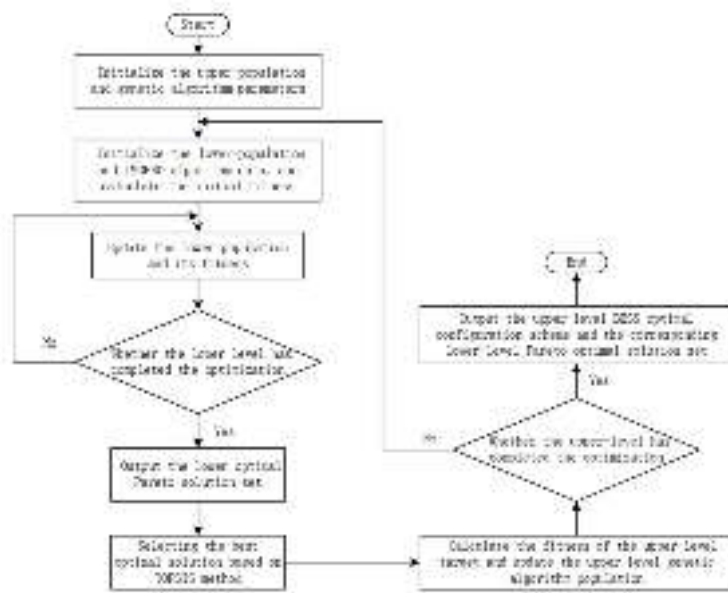 Start
Initialize the upper population
and genetic algorithm parameters
Initialize the lower-population
and calculate the initial fitness
Update the lower population
and its fitness
No
Whether the lower level has
completed the optimization
Yes
Output the lower optimal
Pareto solution set
Selecting the best
optimal solution based on
TOPSIS method
Calculate the fitness of the upper level
target and update the upper level genetic
algorithm population
Whether the upper-level has
completed the optimization
No
Yes
Output the upper level BESS optimal
configuration scheme and the corresponding
lower level Pareto optimal solution set
End